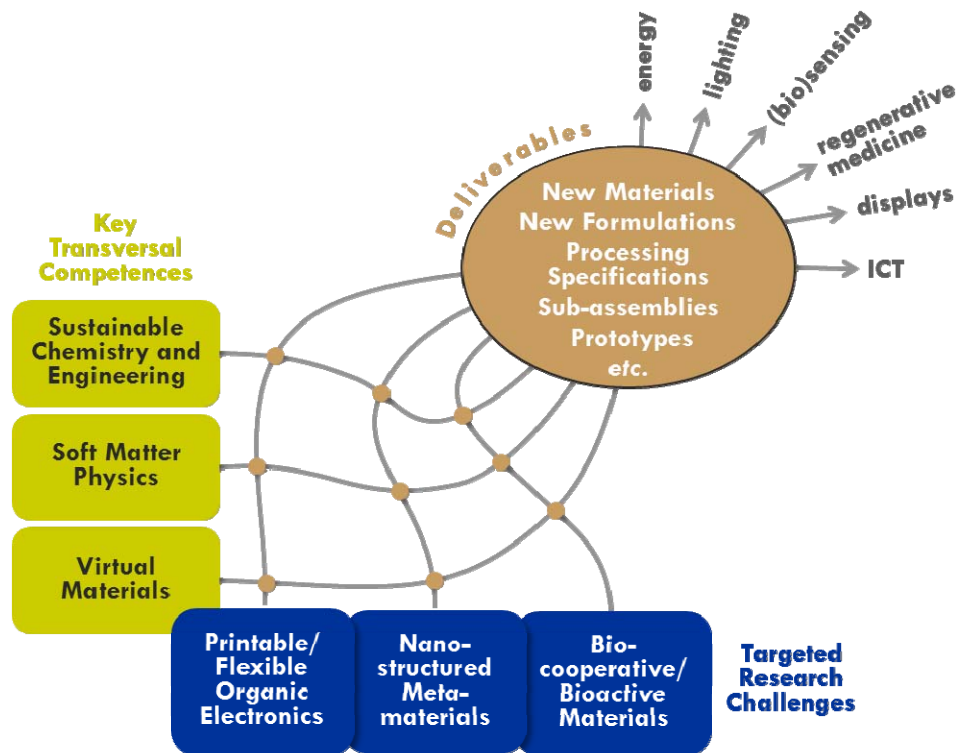 energy
lighting
(bio)sensing
regenerative
medicine
displays
ICT
Deliverables
New Materials
New Formulations
Processing
Specifications
Sub-assemblies
Prototypes
etc.
Key
Transversal
Competences
Sustainable
Chemistry and
Engineering
Soft Matter
Physics
Virtual
Materials
Printable/
Flexible
Organic
Electronics
Nano-
structured
Meta-
materials
Bio-
cooperative/
Bioactive
Materials
Targeted
Research
Challenges